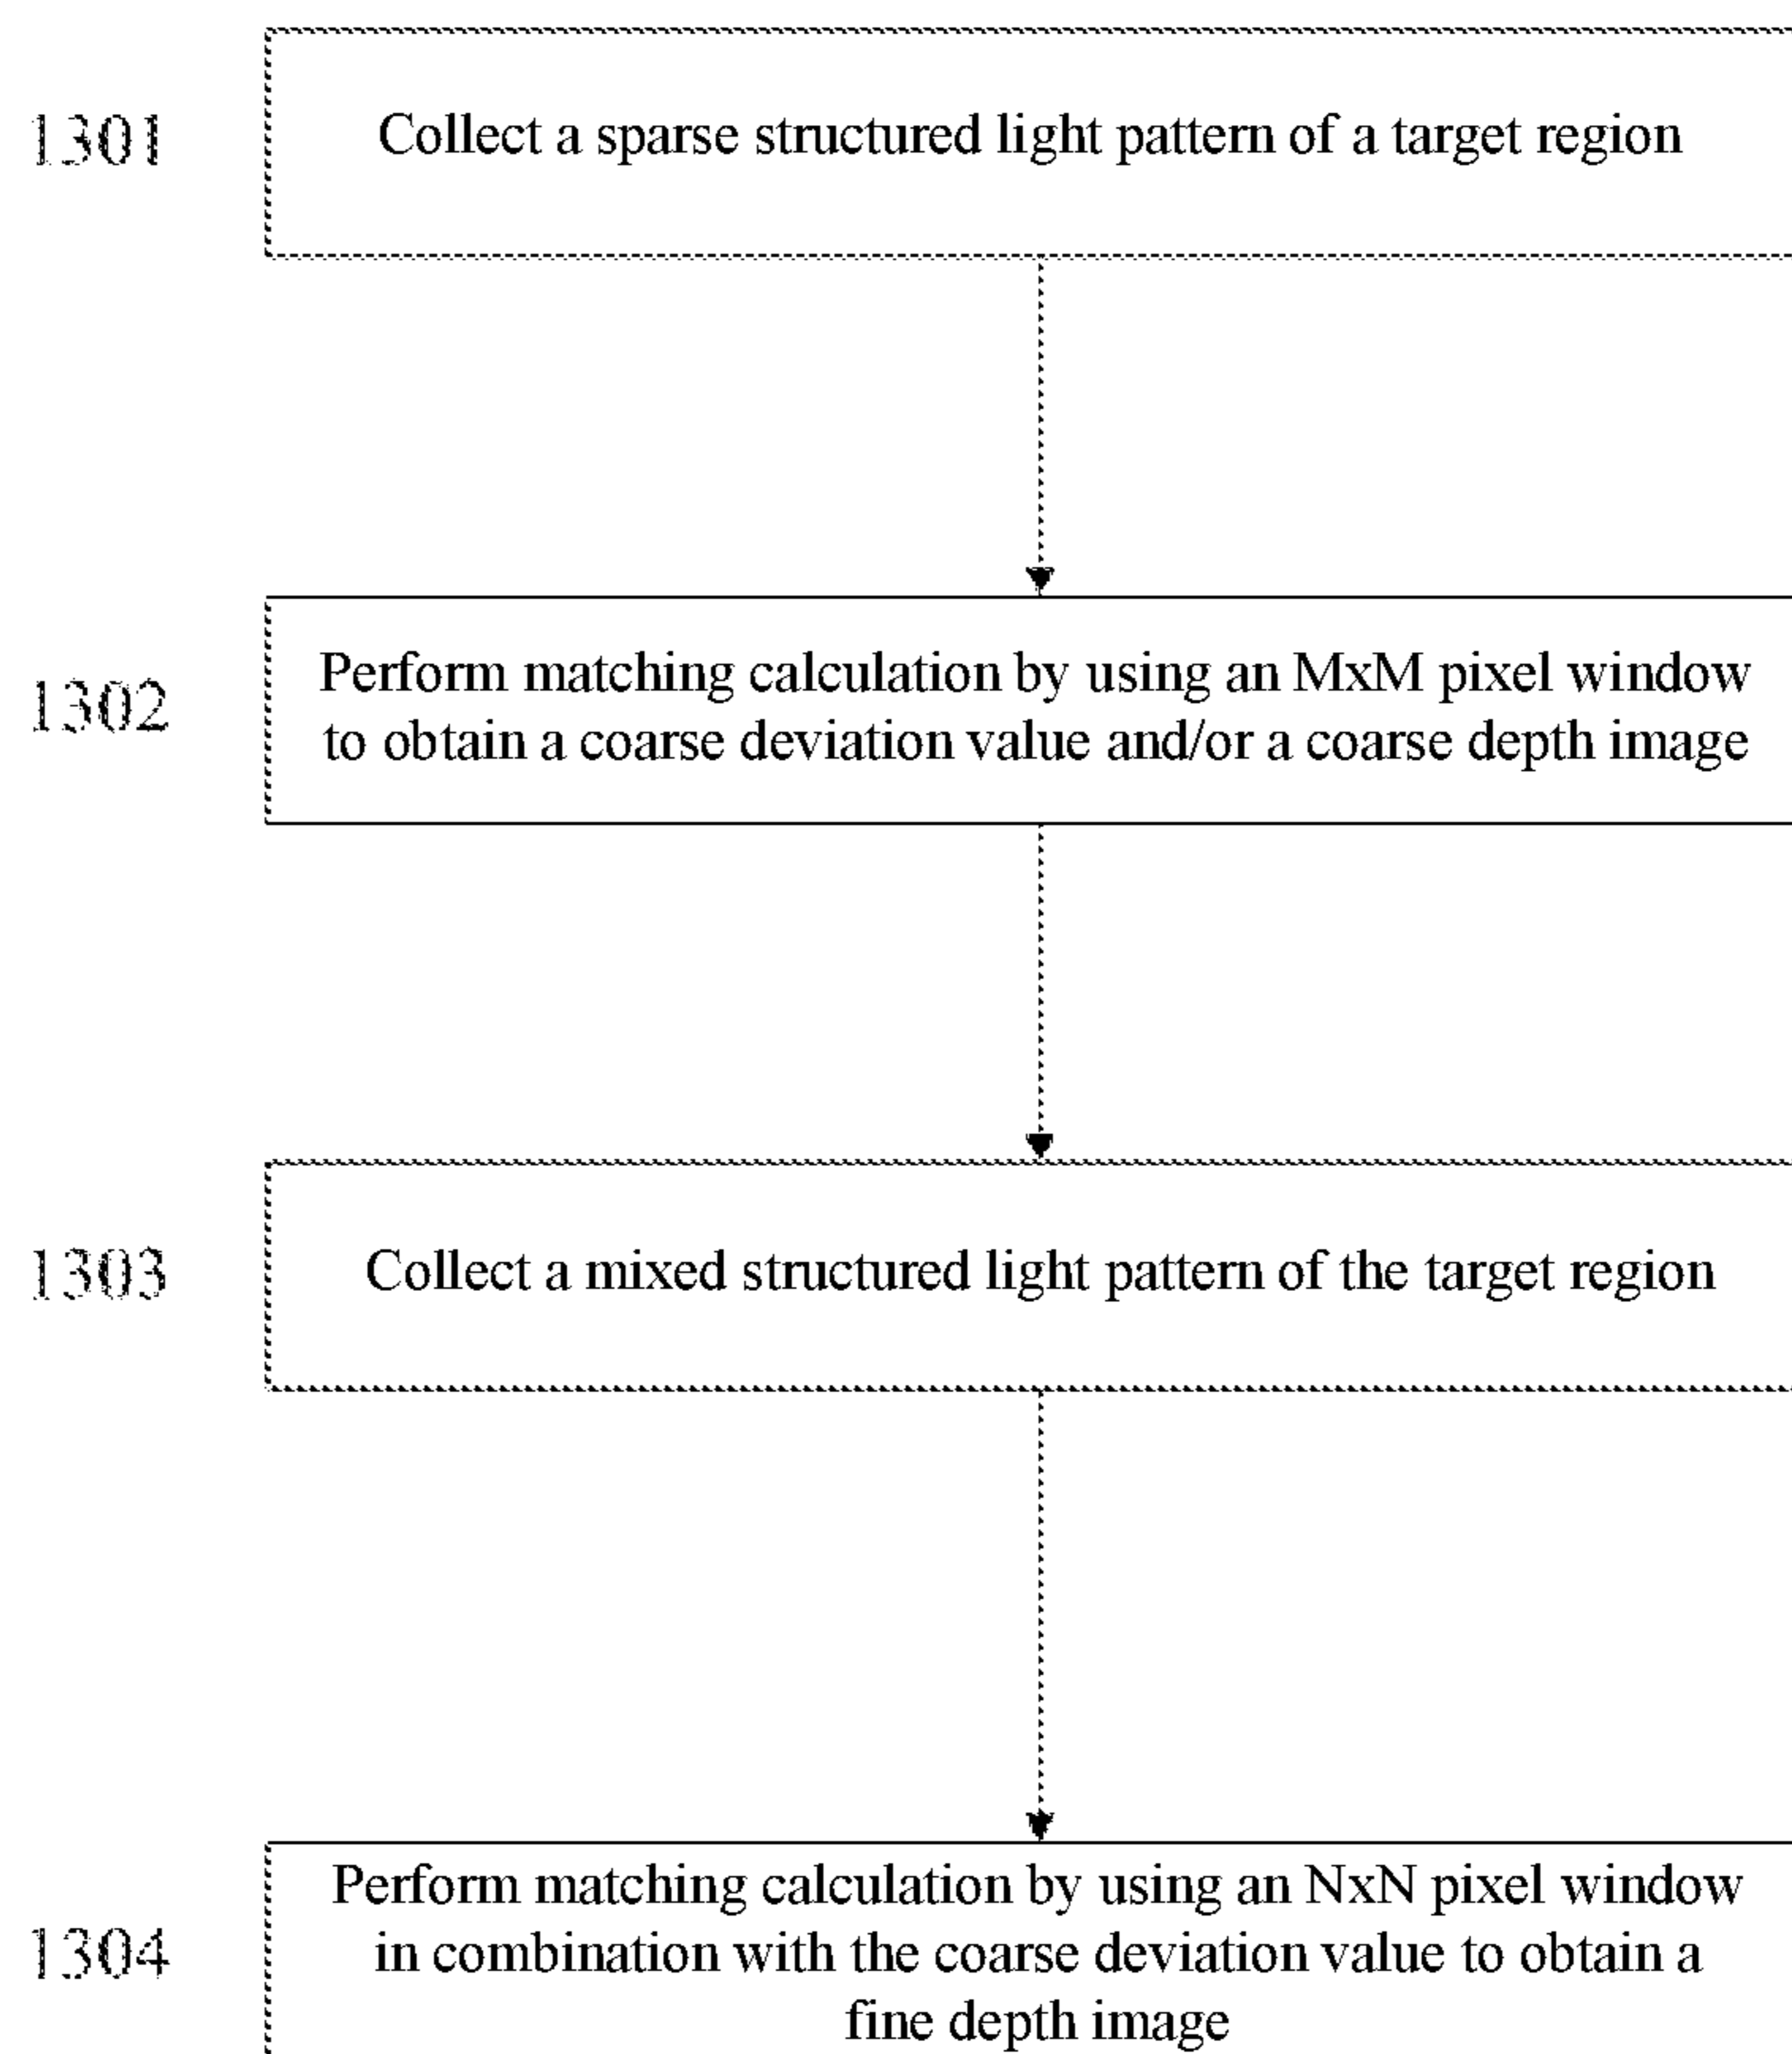 1301
Collect a sparse structured light pattern of a target region
1302
Perform matching calculation by using an MxM pixel window
to obtain a coarse deviation value and/or a coarse depth image
1303
Collect a mixed structured light pattern of the target region
1304
Perform matching calculation by using an NxN pixel window
in combination with the coarse deviation value to obtain a
fine depth image